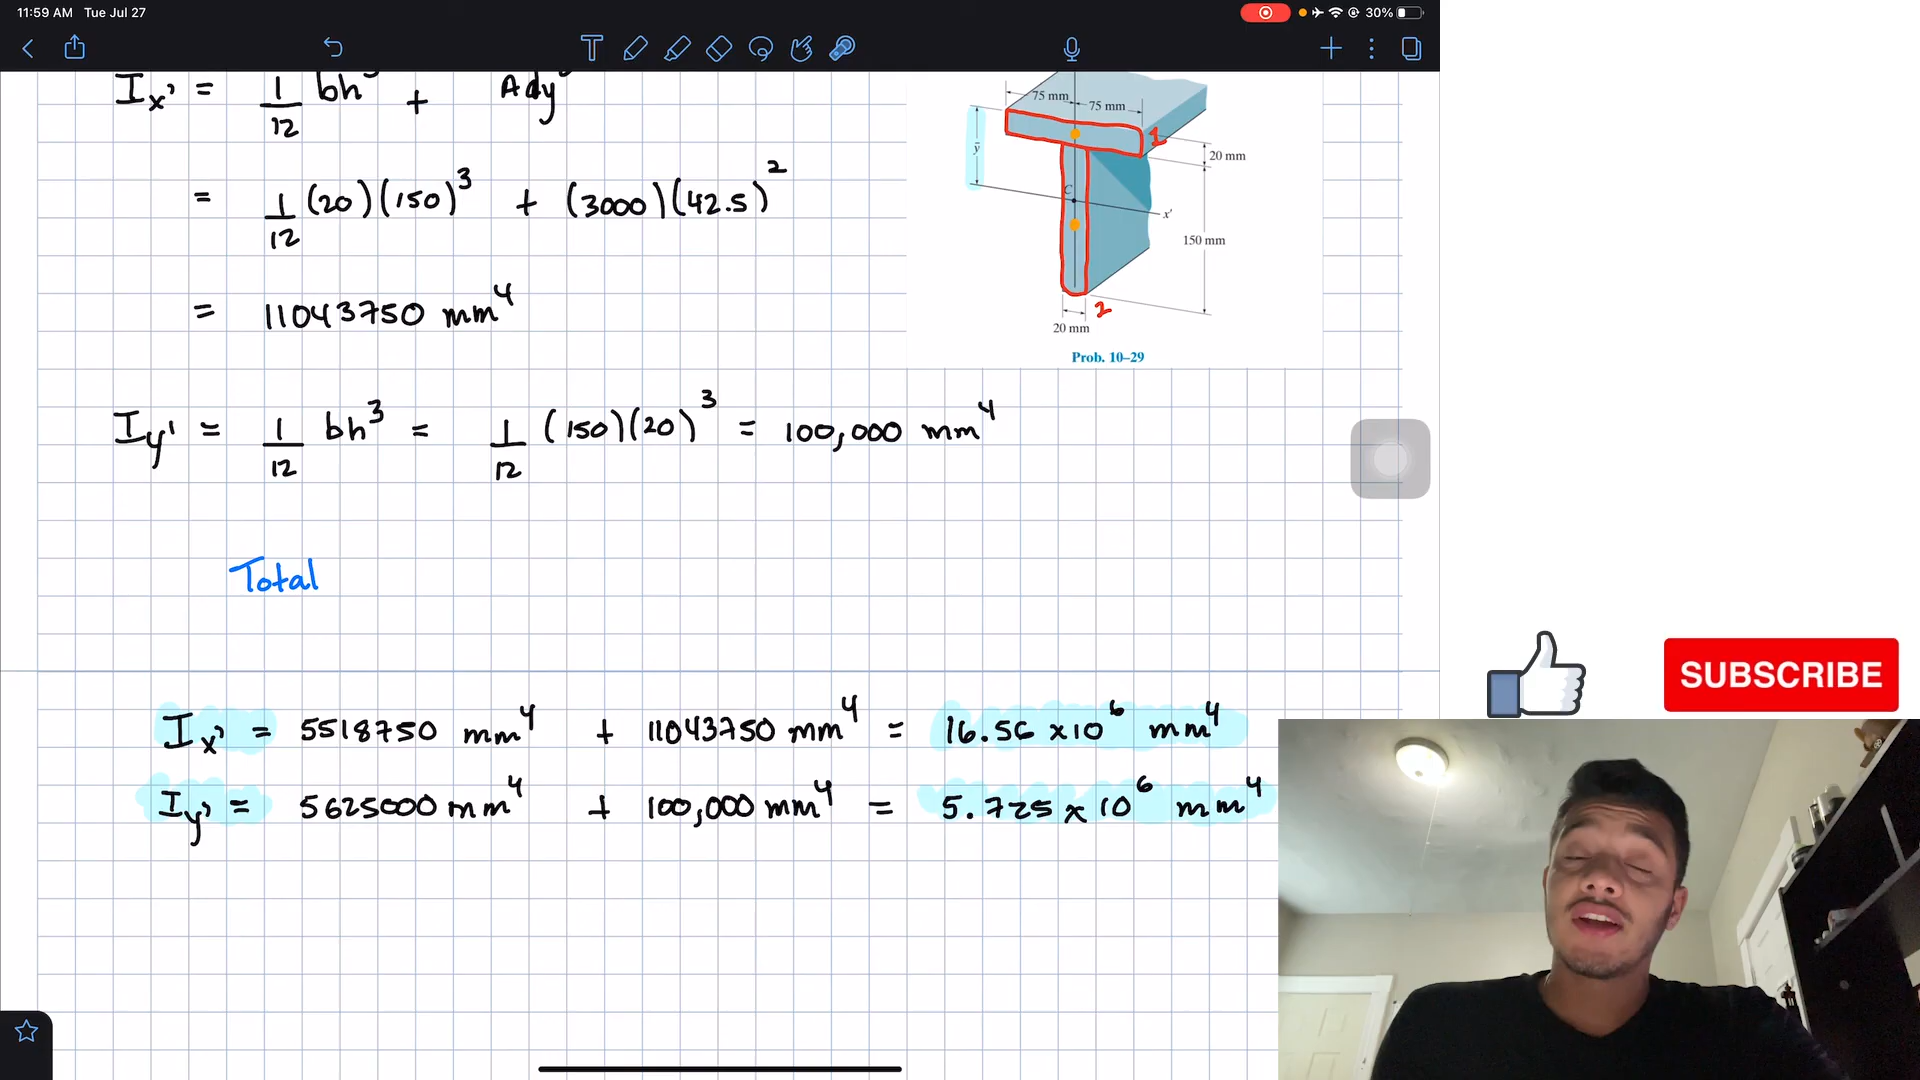 11:59 AM Tue Jul 27
30%
Ix' = 1/12 bh³ + Ady²
= 1/12 (20)(150)³ + (3000)(42.5)²
= 11043750 mm⁴
Iy' = 1/12 bh³ = 1/12 (150)(20)³ = 100,000 mm⁴
75 mm
75 mm
1
20 mm
ȳ
C
x'
150 mm
2
20 mm
Prob. 10–29
Total
Ix' = 5518750 mm⁴ + 11043750 mm⁴ = 16.56 x10⁶ mm⁴
Iy' = 5625000 mm⁴ + 100,000 mm⁴ = 5.725 x 10⁶ mm⁴
SUBSCRIBE